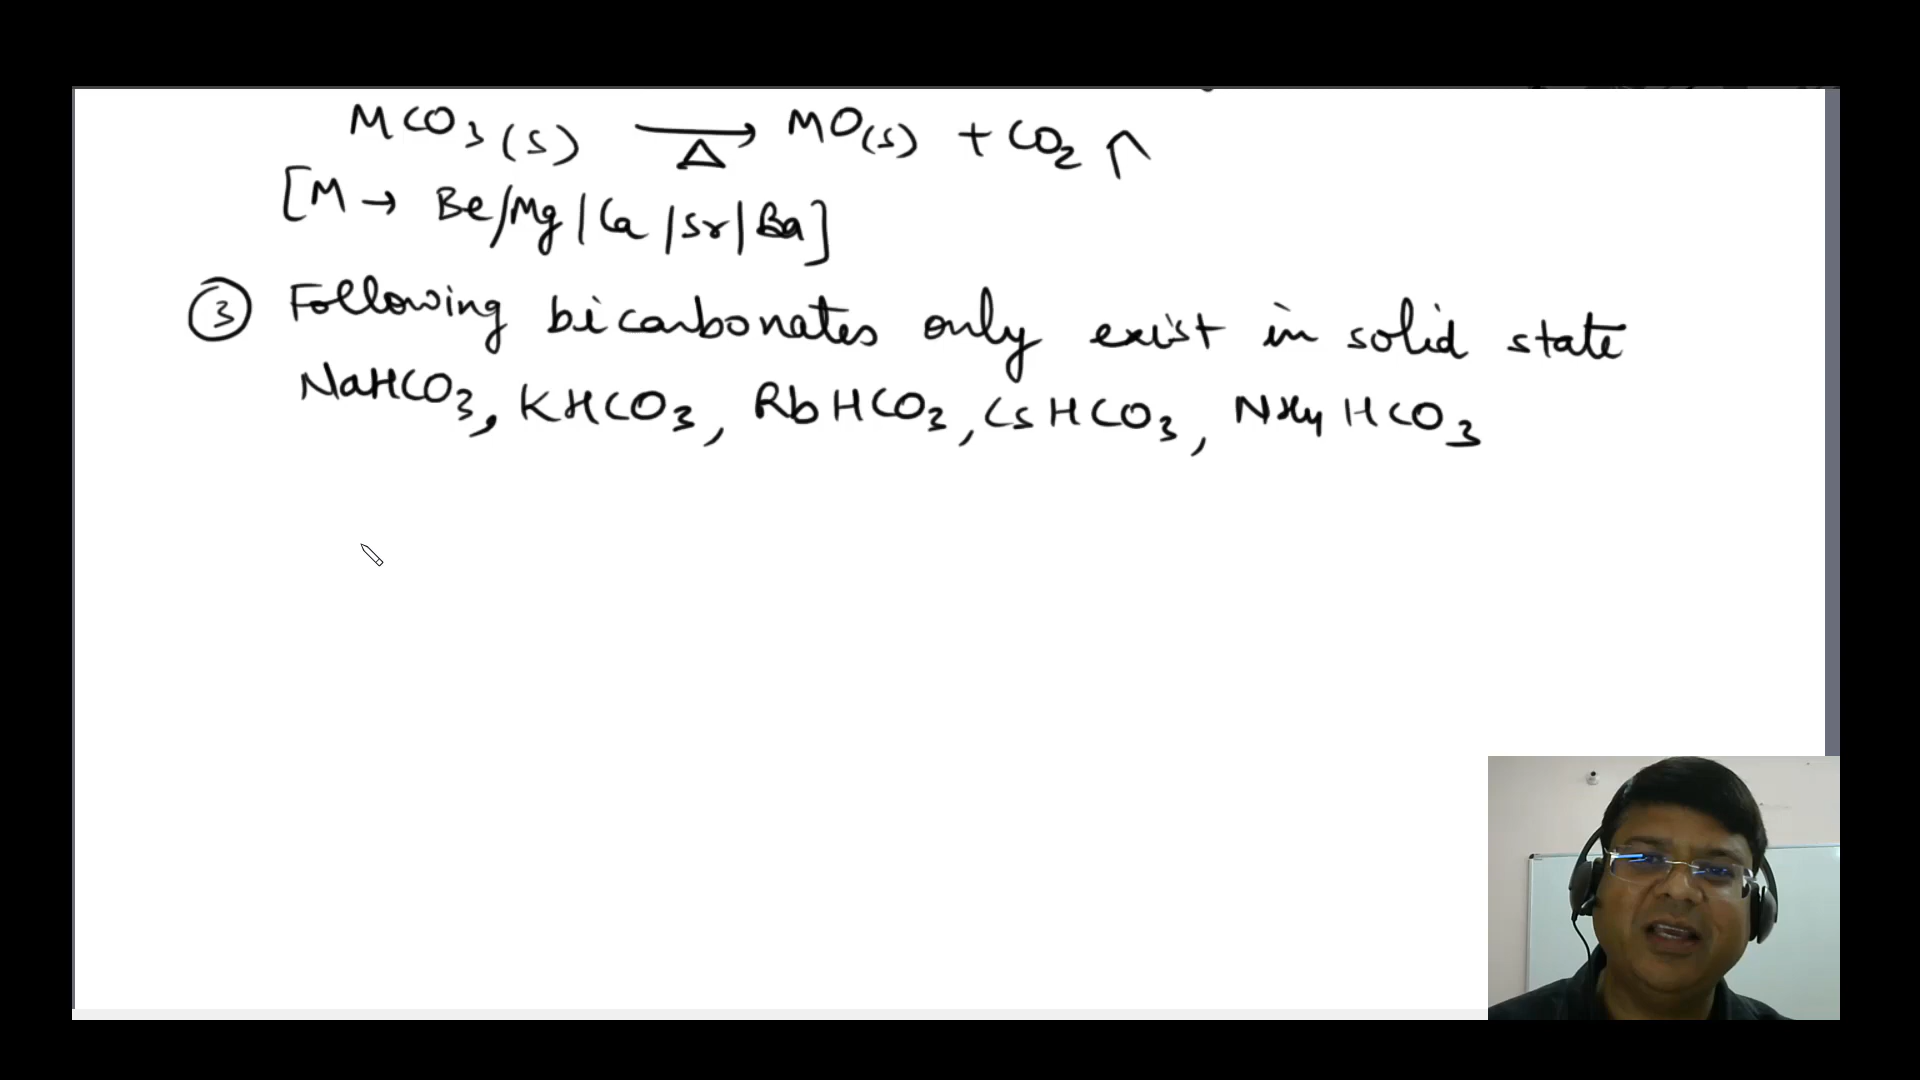 MCO₃(s) →Δ MO(s) + CO₂ ↑
[M → Be/Mg|Ca|Sr|Ba]
③ Following bicarbonates only exist in solid state
NaHCO₃, KHCO₃, RbHCO₃, CsHCO₃, NH₄HCO₃